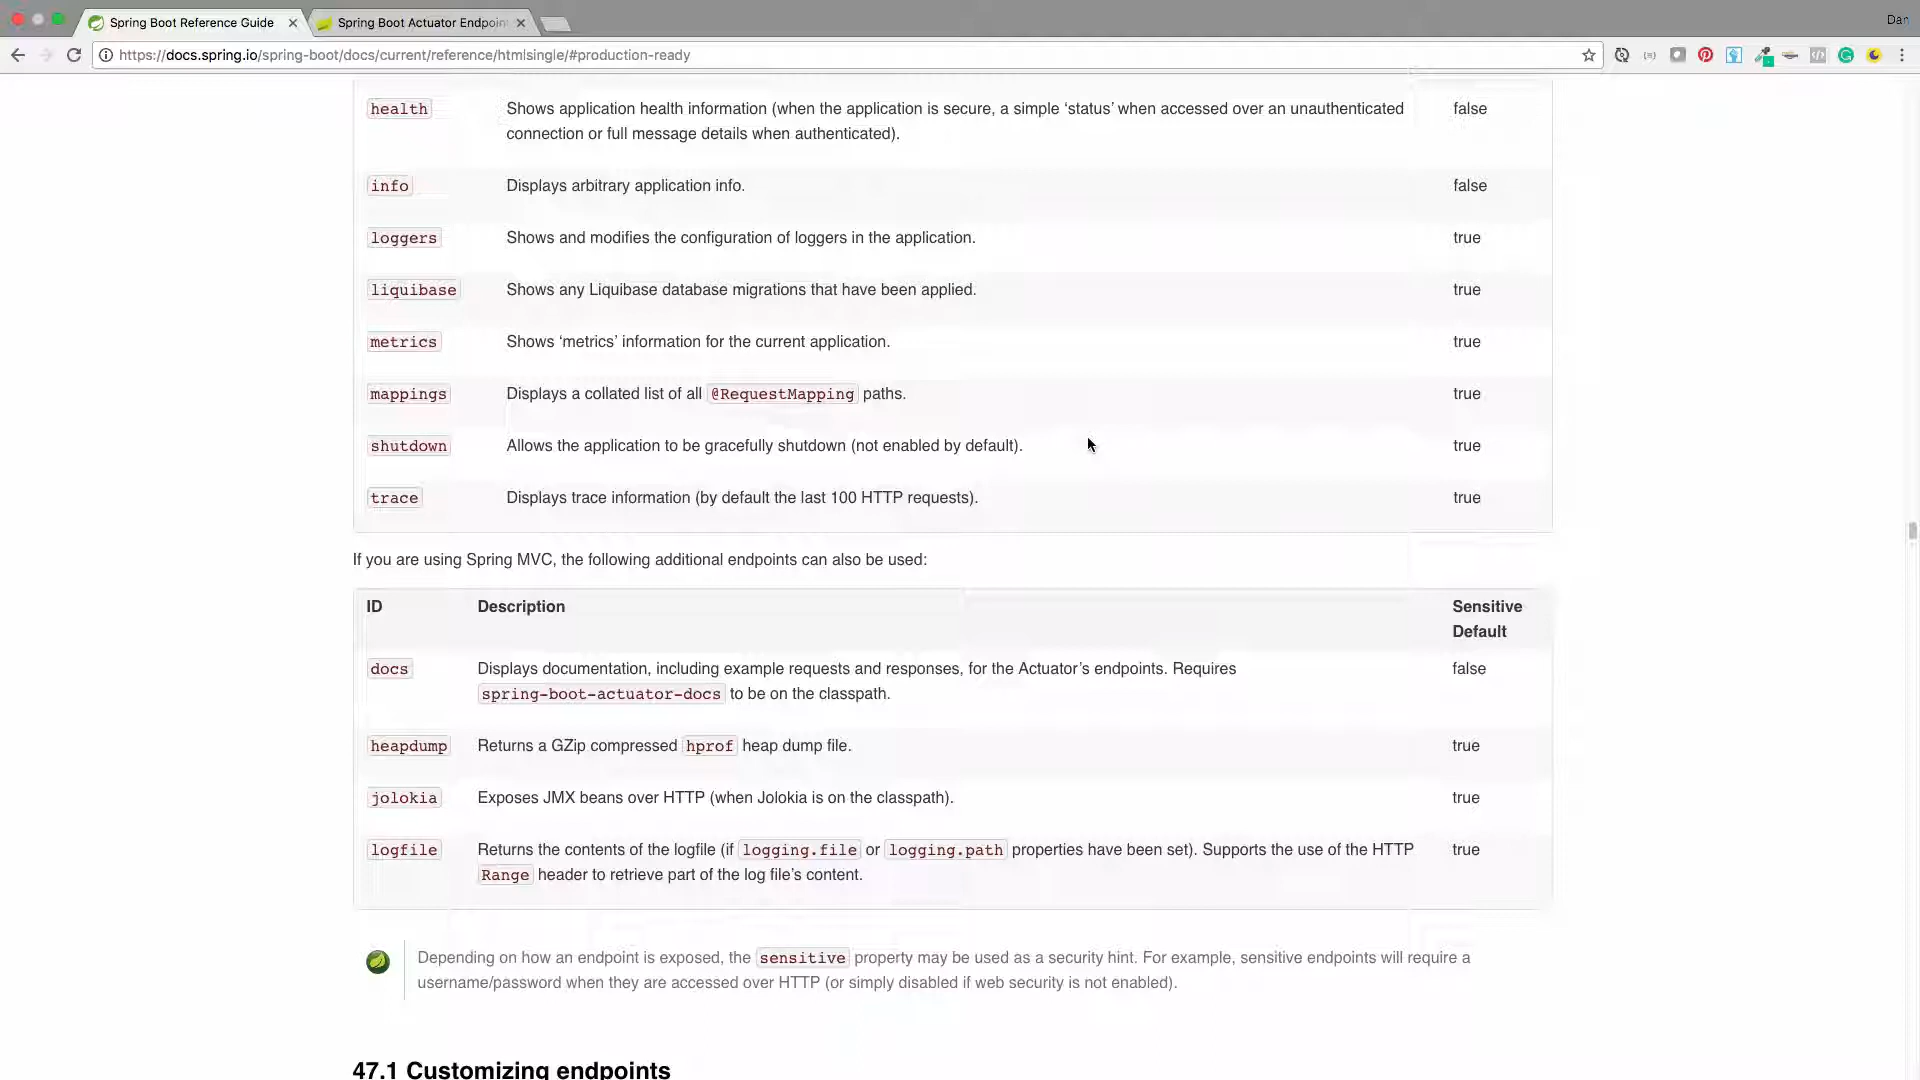 Spring Boot Reference Guide
Spring Boot Actuator Endpoin
Dan
https://docs.spring.io/spring-boot/docs/current/reference/htmlsingle/#production-ready
health Shows application health information (when the application is secure, a simple ‘status’ when accessed over an unauthenticated false
connection or full message details when authenticated).
info Displays arbitrary application info. false
loggers Shows and modifies the configuration of loggers in the application. true
liquibase Shows any Liquibase database migrations that have been applied. true
metrics Shows ‘metrics’ information for the current application. true
mappings Displays a collated list of all @RequestMapping paths. true
shutdown Allows the application to be gracefully shutdown (not enabled by default). true
trace Displays trace information (by default the last 100 HTTP requests). true
If you are using Spring MVC, the following additional endpoints can also be used:
ID Description Sensitive
Default
docs Displays documentation, including example requests and responses, for the Actuator’s endpoints. Requires false
spring-boot-actuator-docs to be on the classpath.
heapdump Returns a GZip compressed hprof heap dump file. true
jolokia Exposes JMX beans over HTTP (when Jolokia is on the classpath). true
logfile Returns the contents of the logfile (if logging.file or logging.path properties have been set). Supports the use of the HTTP true
Range header to retrieve part of the log file’s content.
Depending on how an endpoint is exposed, the sensitive property may be used as a security hint. For example, sensitive endpoints will require a
username/password when they are accessed over HTTP (or simply disabled if web security is not enabled).
47.1 Customizing endpoints